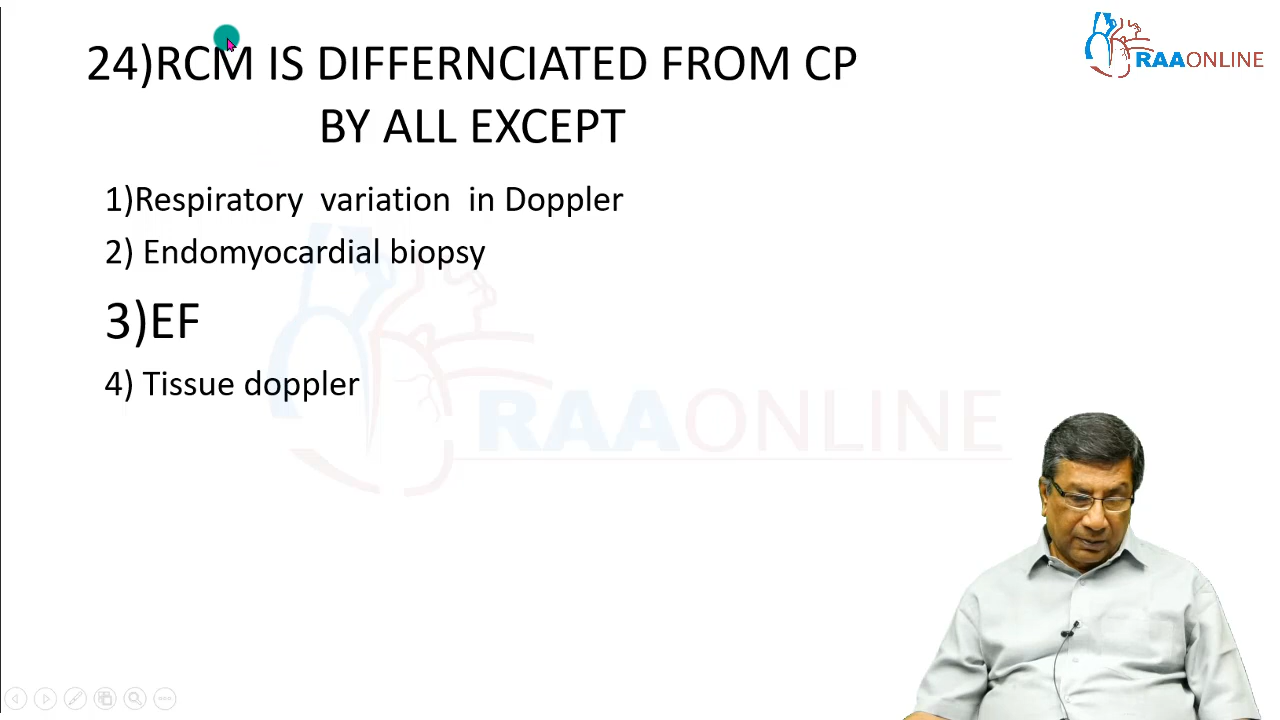 24)RCM IS DIFFERNCIATED FROM CP
BY ALL EXCEPT
RAAONLINE
1)Respiratory  variation  in Doppler
2) Endomyocardial biopsy
3)EF
4) Tissue doppler
RAAONLINE